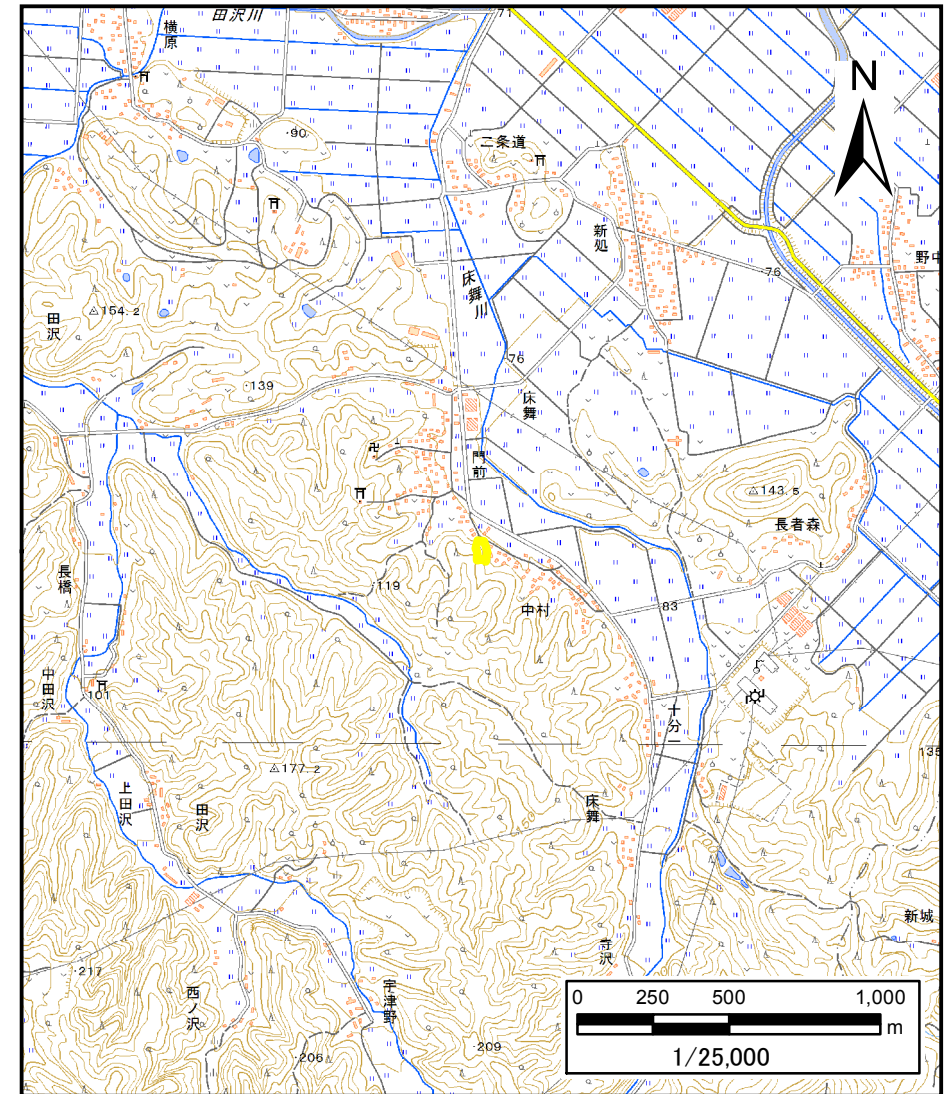 田沢川
77
横原
N
90
二条道
新処
76
野中
床舞川
154.2
田沢
76
139
床舞
門前
143.5
長者森
長橋
119
中村
83
中田沢
101
十分一
135
177.2
上田沢
田沢
床舞
150
新城
寺沢
217
西ノ沢
宇津野
206
209
0 250 500 1,000
m
1/25,000